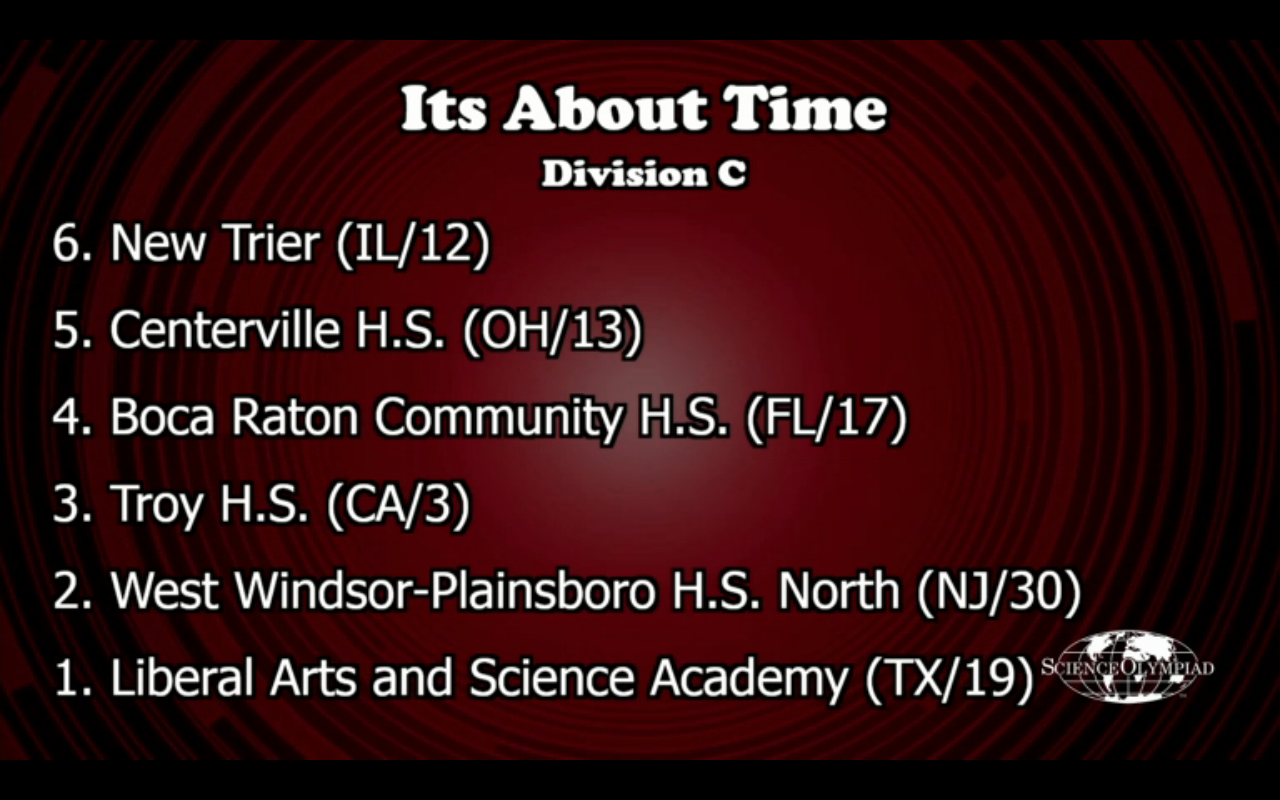 Its About Time
Division C
6. New Trier (IL/12)
5. Centerville H.S. (OH/13)
4. Boca Raton Community H.S. (FL/17)
3. Troy H.S. (CA/3)
2. West Windsor-Plainsboro H.S. North (NJ/30)
1. Liberal Arts and Science Academy (TX/19)
SCIENCE OLYMPIAD